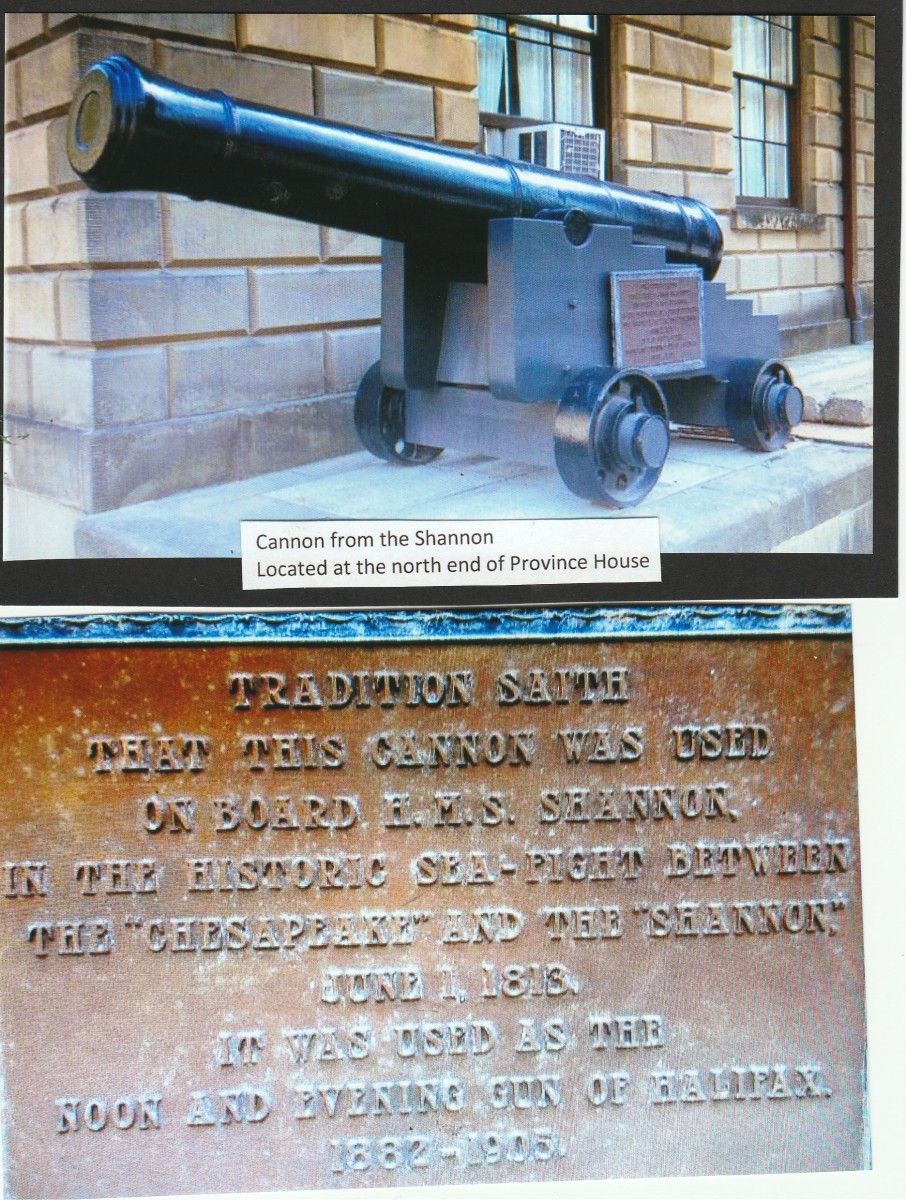 Cannon from the Shannon
Located at the north end of Province House
TRADITION SAITH
THAT THIS CANNON WAS USED
ON BOARD H.M.S. SHANNON,
IN THE HISTORIC SEA-FIGHT BETWEEN
THE "CHESAPEAKE" AND THE "SHANNON,"
JUNE 1, 1813.
IT WAS USED AS THE
NOON AND EVENING GUN OF HALIFAX.
1882-1905.